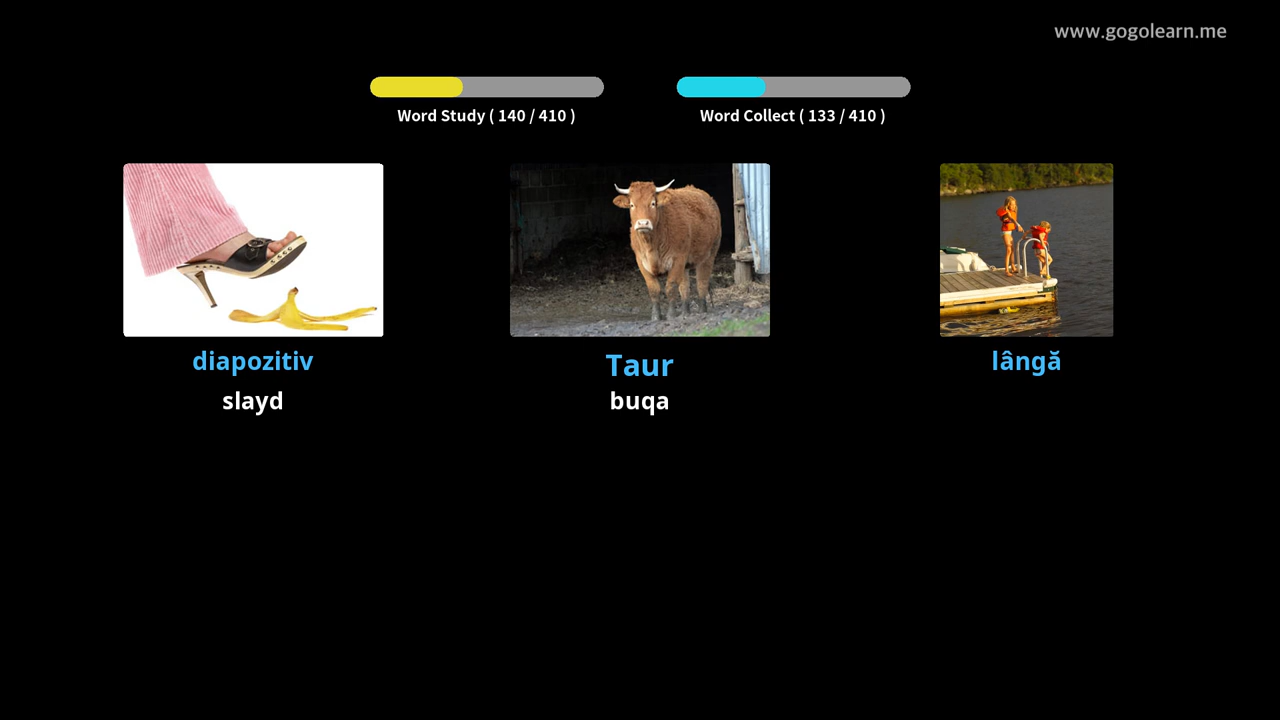 www.gogolearn.me
Word Study ( 140 / 410 )
Word Collect ( 133 / 410 )
diapozitiv
slayd
Taur
buqa
lângă